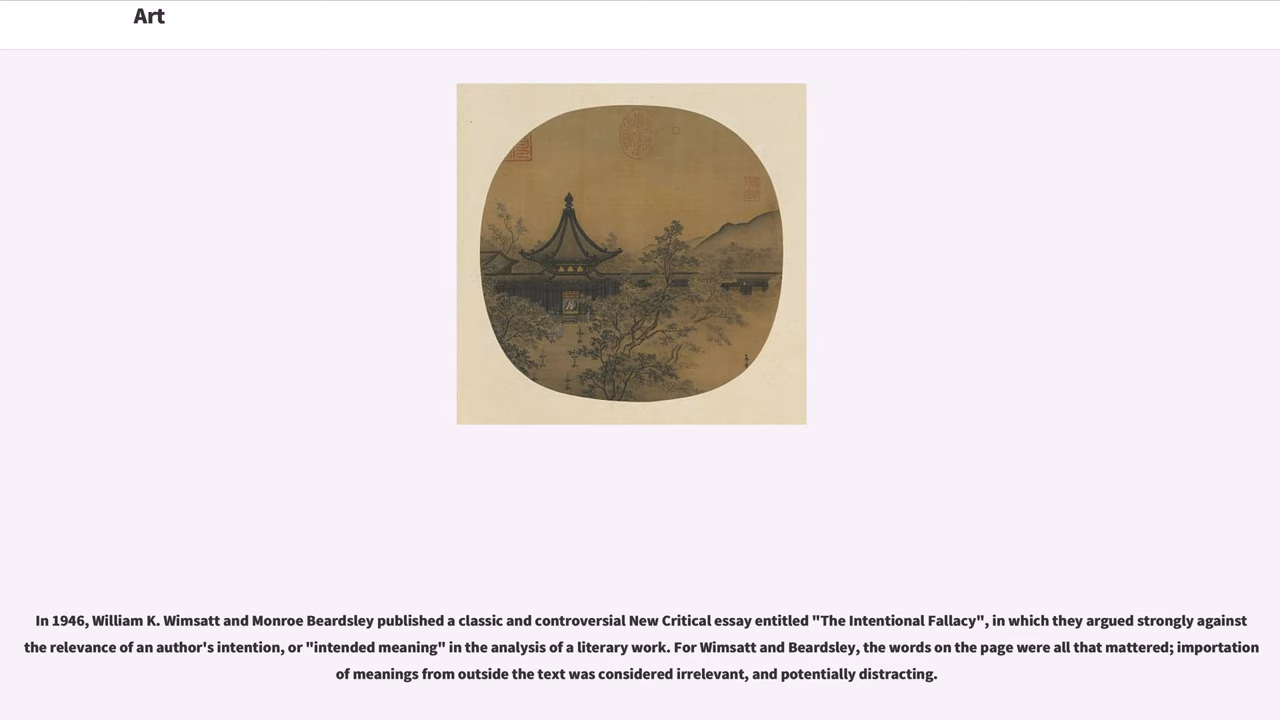 Art
In 1946, William K. Wimsatt and Monroe Beardsley published a classic and controversial New Critical essay entitled "The Intentional Fallacy", in which they argued strongly against
the relevance of an author's intention, or "intended meaning" in the analysis of a literary work. For Wimsatt and Beardsley, the words on the page were all that mattered; importation
of meanings from outside the text was considered irrelevant, and potentially distracting.